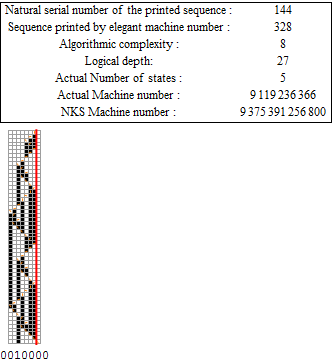 Natural serial number of the printed sequence : 144
Sequence printed by elegant machine number : 328
Algorithmic complexity : 8
Logical depth: 27
Actual Number of states : 5
Actual Machine number : 9 119 236 366
NKS Machine number : 9 375 391 256 800
0010000